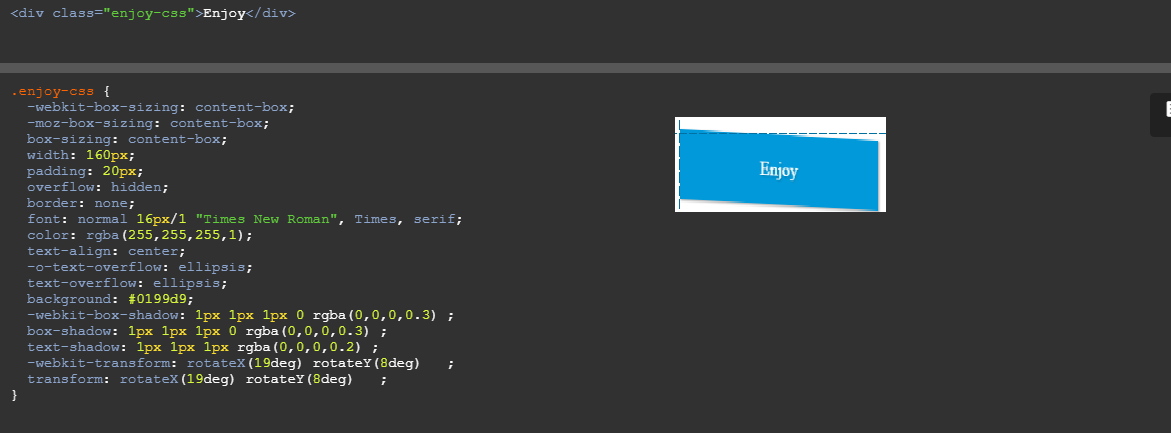 <div class="enjoy-css">Enjoy</div>
.enjoy-css {
-webkit-box-sizing: content-box;
-moz-box-sizing: content-box;
box-sizing: content-box;
width: 160px;
padding: 20px;
overflow: hidden;
border: none;
font: normal 16px/1 "Times New Roman", Times, serif;
color: rgba(255,255,255,1);
text-align: center;
-o-text-overflow: ellipsis;
text-overflow: ellipsis;
background: #0199d9;
-webkit-box-shadow: 1px 1px 1px 0 rgba(0,0,0,0.3) ;
box-shadow: 1px 1px 1px 0 rgba(0,0,0,0.3) ;
text-shadow: 1px 1px 1px rgba(0,0,0,0.2) ;
-webkit-transform: rotateX(19deg) rotateY(8deg)   ;
transform: rotateX(19deg) rotateY(8deg)   ;
}
Enjoy